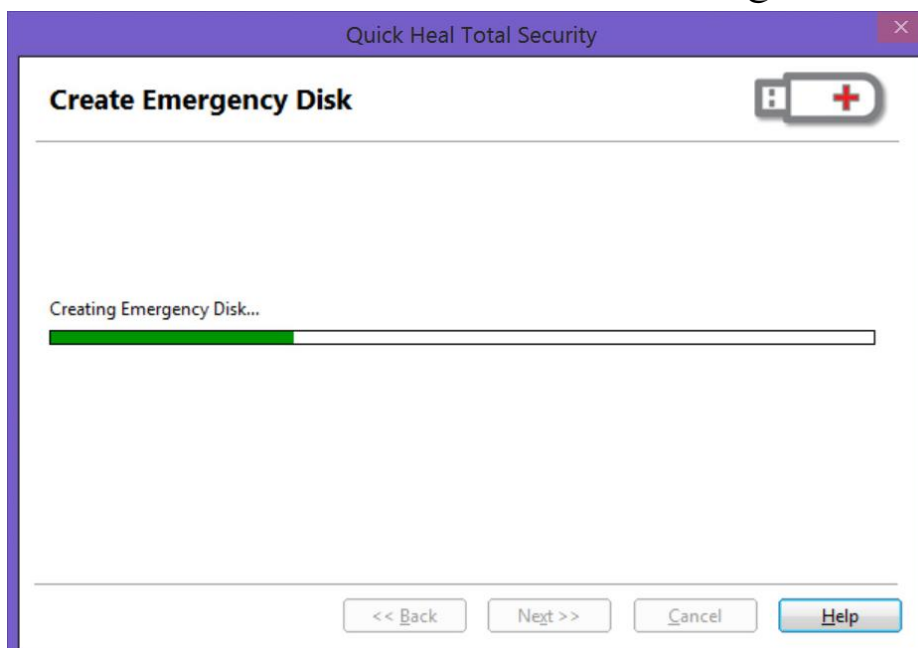 Quick Heal Total Security
Create Emergency Disk
Creating Emergency Disk...
<< Back Next >> Cancel Help